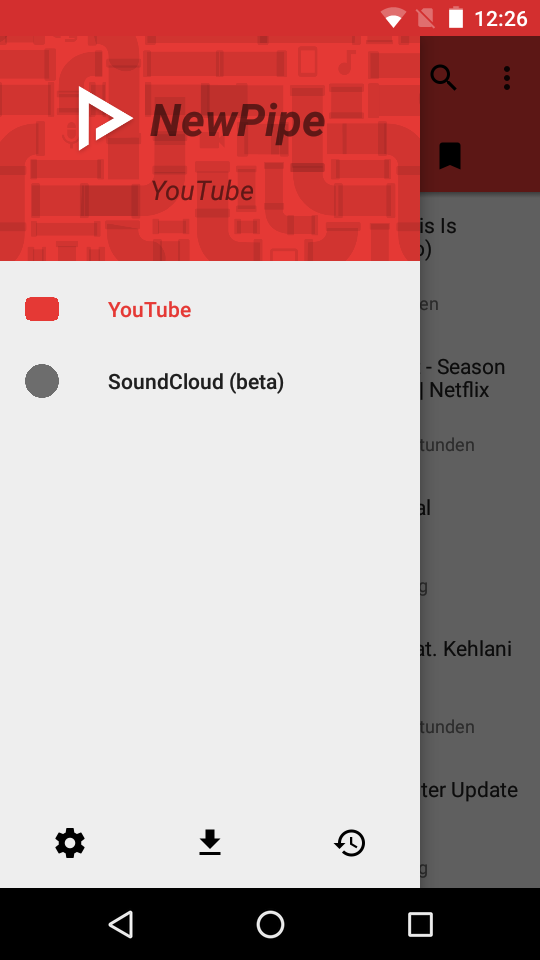 12:26
NewPipe
YouTube
YouTube
SoundCloud (beta)
is Is
)
en
- Season
| Netflix
tunden
al
g
at. Kehlani
tunden
ter Update
g